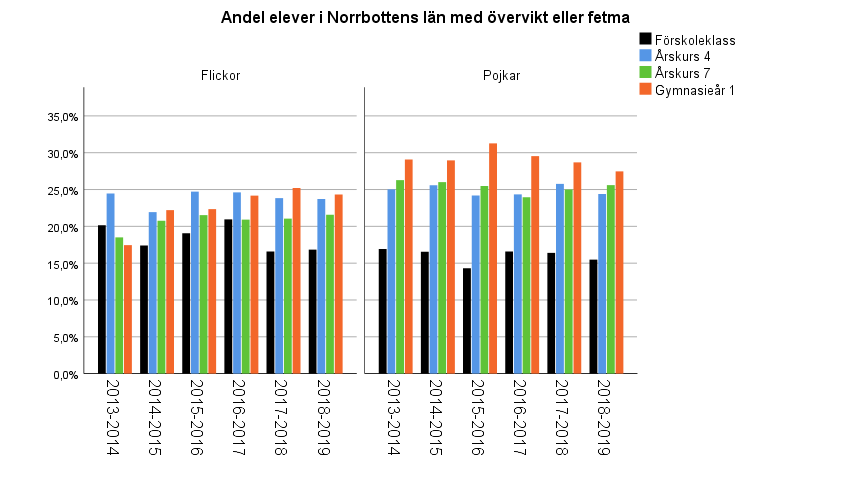 Andel elever i Norrbottens län med övervikt eller fetma
Förskoleklass
Årskurs 4
Årskurs 7
Gymnasieår 1
Flickor
Pojkar
35,0%
30,0%
25,0%
20,0%
15,0%
10,0%
5,0%
0,0%
2013-2014
2014-2015
2015-2016
2016-2017
2017-2018
2018-2019
2013-2014
2014-2015
2015-2016
2016-2017
2017-2018
2018-2019